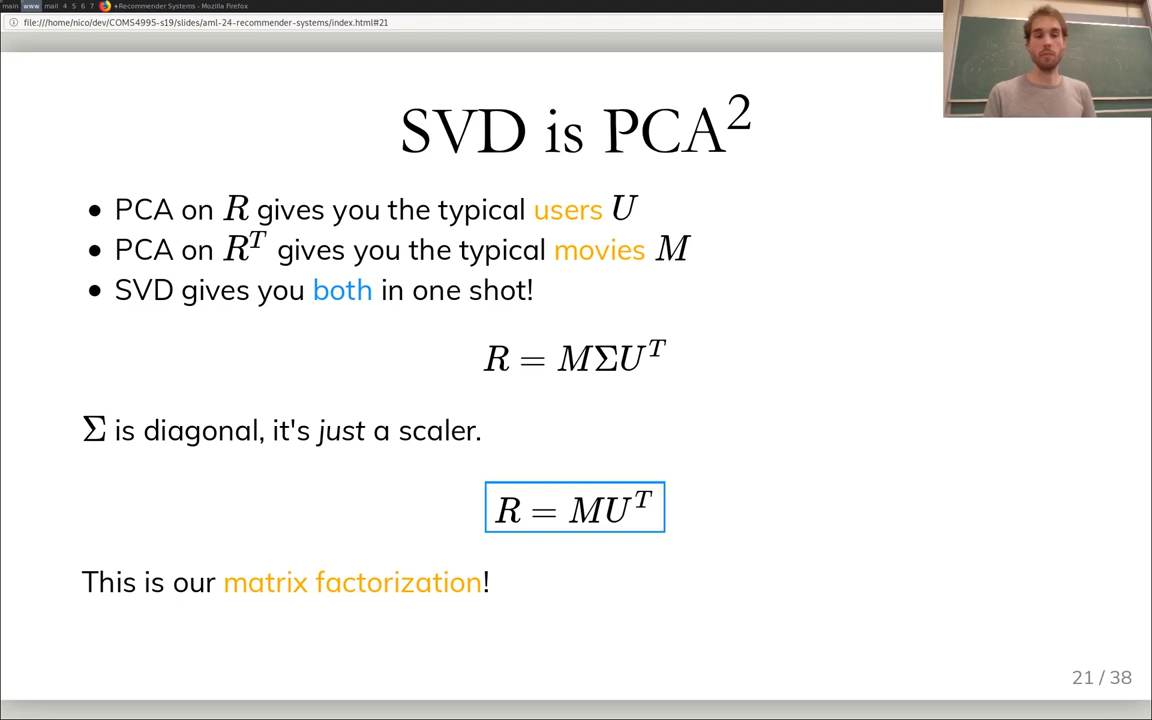 main www mail 4 5 6 7 +Recommender Systems - Mozilla Firefox
file:///home/nico/dev/COMS4995-s19/slides/aml-24-recommender-systems/index.html#21
SVD is PCA²
• PCA on R gives you the typical users U
• PCA on Rᵀ gives you the typical movies M
• SVD gives you both in one shot!
R = MΣUᵀ
Σ is diagonal, it's just a scaler.
R = MUᵀ
This is our matrix factorization!
21 / 38